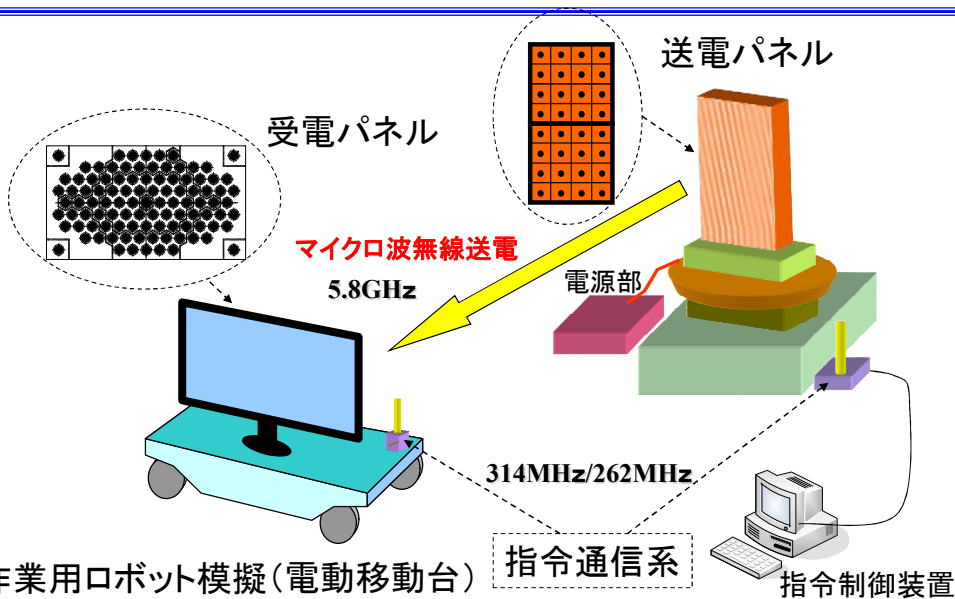 送電パネル
受電パネル
マイクロ波無線送電
5.8GHz
電源部
314MHz/262MHz
指令通信系
作業用ロボット模擬(電動移動台)
指令制御装置